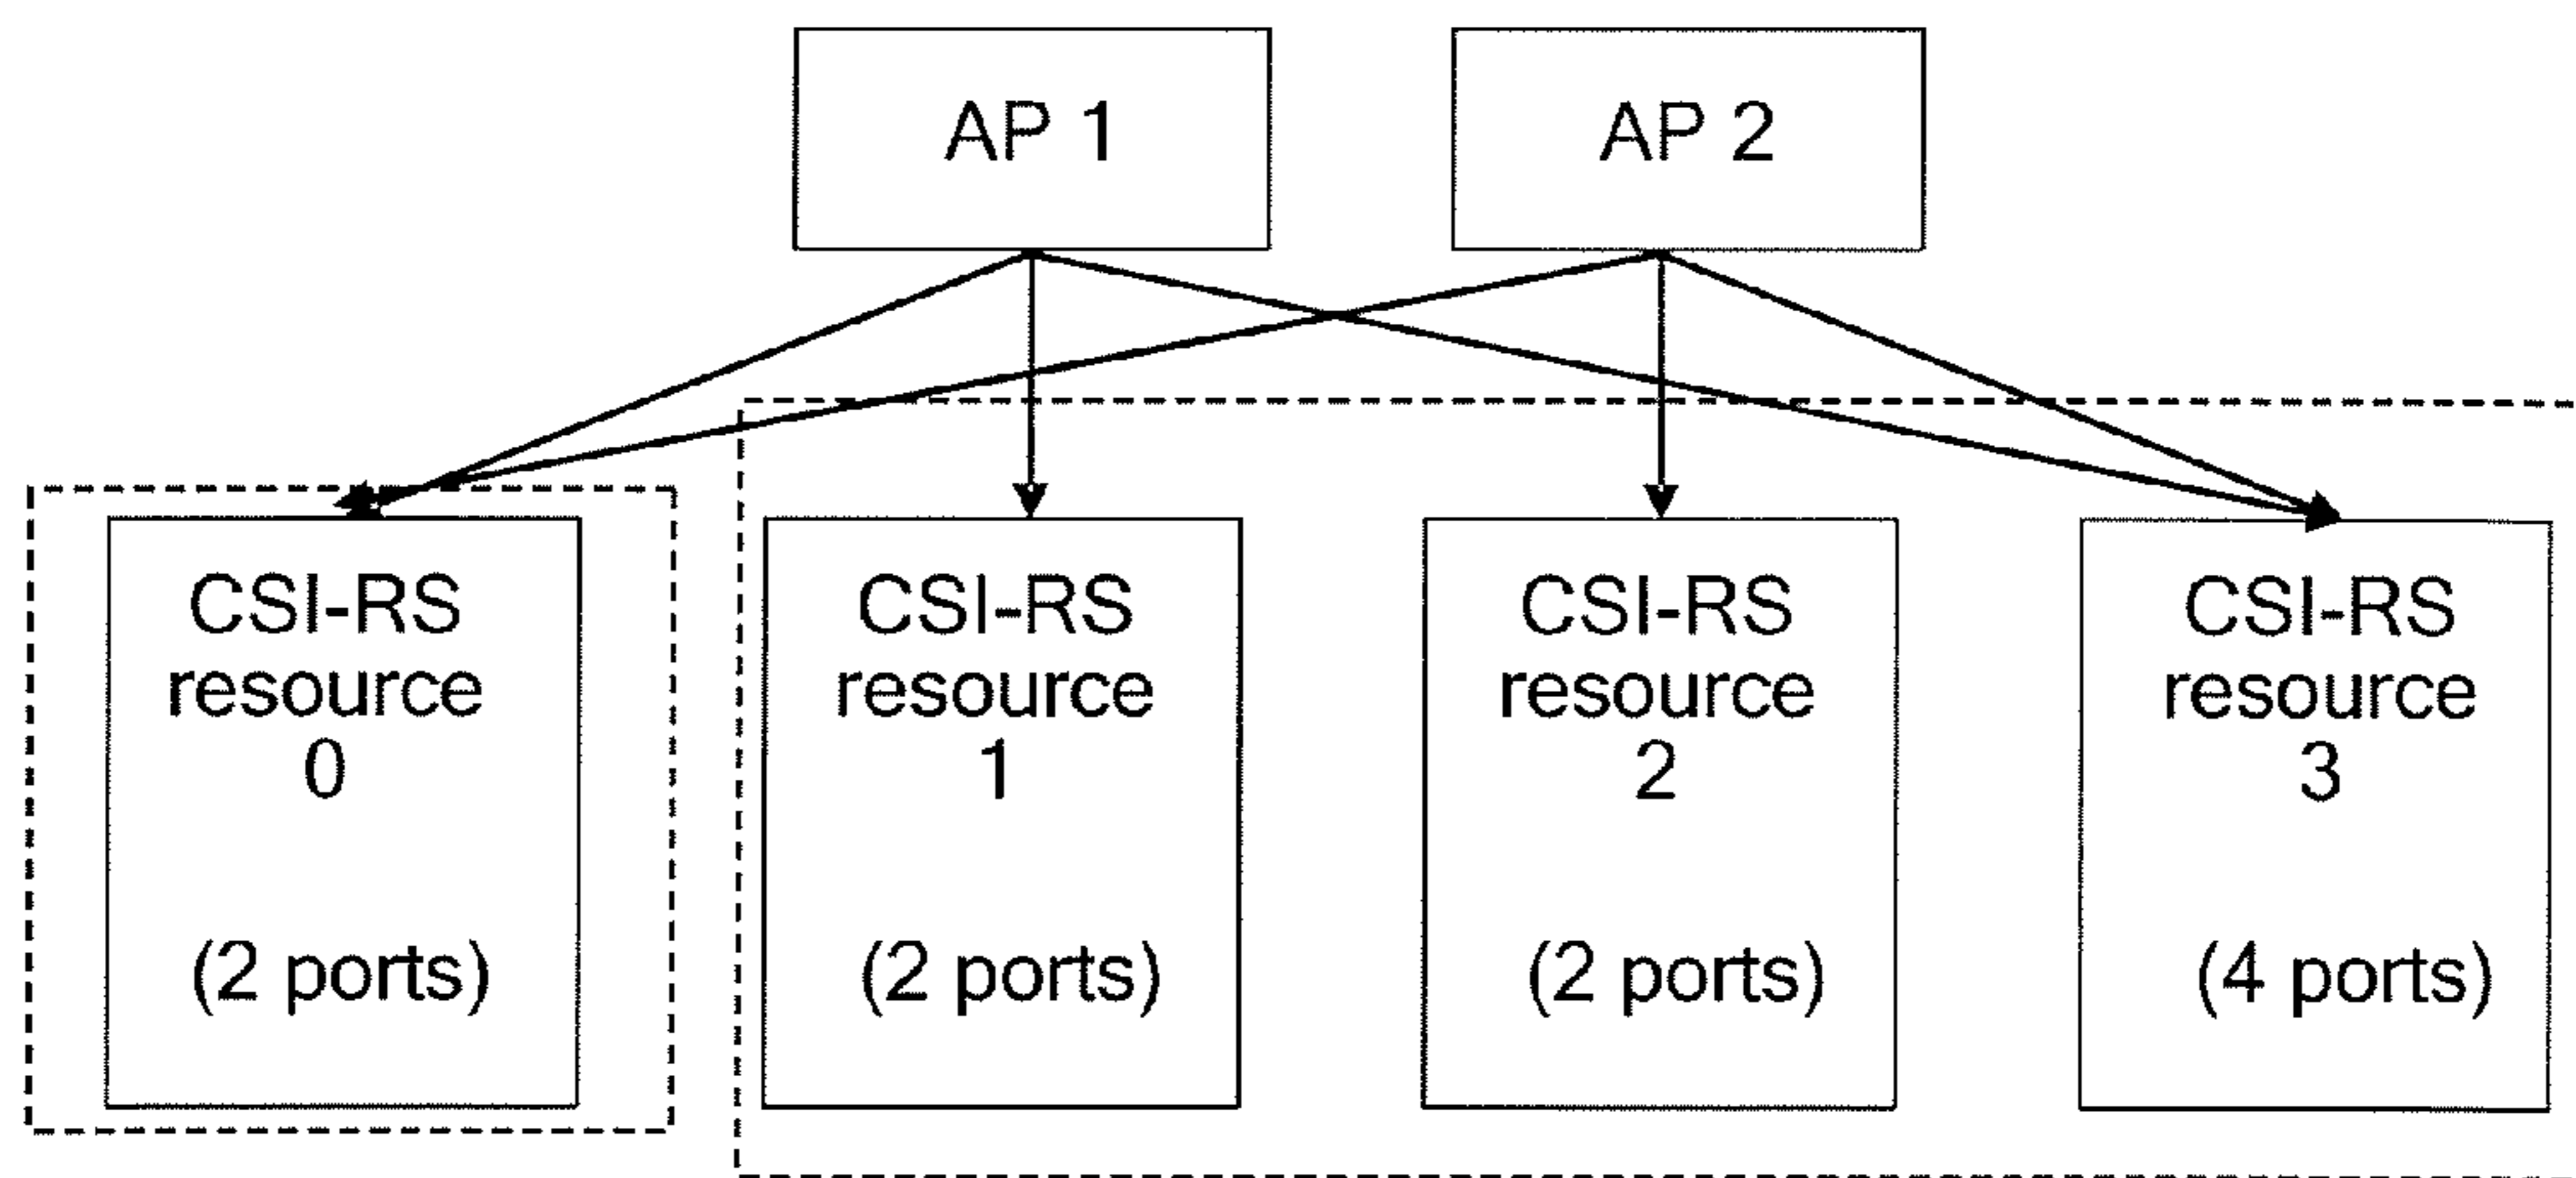 AP 1
AP 2
CSI-RS
resource
0
(2 ports)
CSI-RS
resource
1
(2 ports)
CSI-RS
resource
2
(2 ports)
CSI-RS
resource
3
(4 ports)